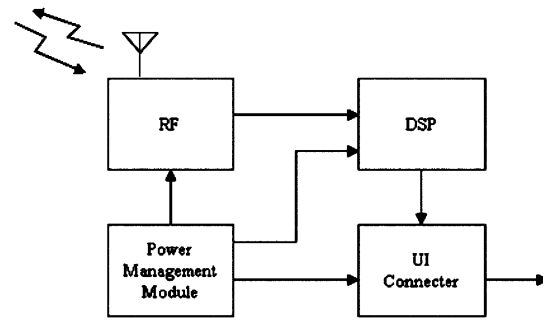 RF
DSP
Power
Management
Module
UI
Connecter